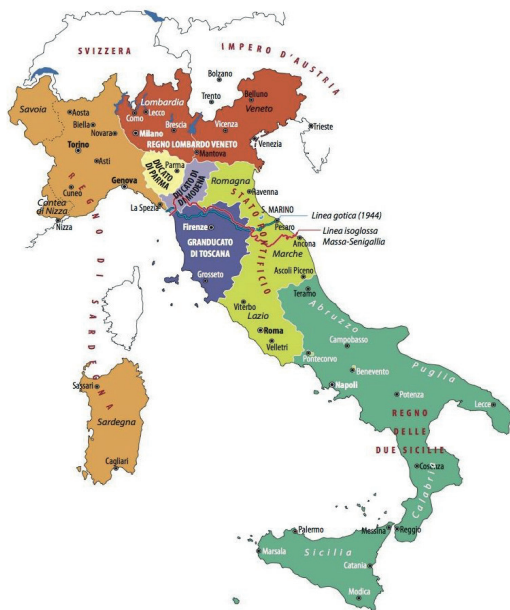 SVIZZERA
IMPERO D'AUSTRIA
Bolzano
Trento
Belluno
Veneto
Lombardia
Como
Lecco
Brescia
Vicenza
Milano
REGNO LOMBARDO VENETO
Mantova
Venezia
Trieste
Savoia
Aosta
Biella
Novara
Torino
Asti
Cuneo
Genova
Contea
di Nizza
Nizza
REGNO DI SARDEGNA
DUCATO
DI PARMA
Parma
DUCATO DI
DI MODENA
La Spezia
Romagna
Ravenna
STATO PONTIFICIO
S. MARINO
Pesaro
Linea gotica (1944)
Linea isoglossa
Massa-Senigallia
Ancona
Marche
Ascoli Piceno
Firenze
GRANDUCATO
DI TOSCANA
Grosseto
Viterbo
Lazio
Roma
Velletri
Teramo
Abruzzo
Campobasso
Puglia
Pontecorvo
Benevento
Napoli
Potenza
Lecce
REGNO
DELLE
DUE SICILIE
Cosenza
Calabria
Sassari
Sardegna
Cagliari
Palermo
Messina
Reggio
Marsala
Sicilia
Catania
Modica